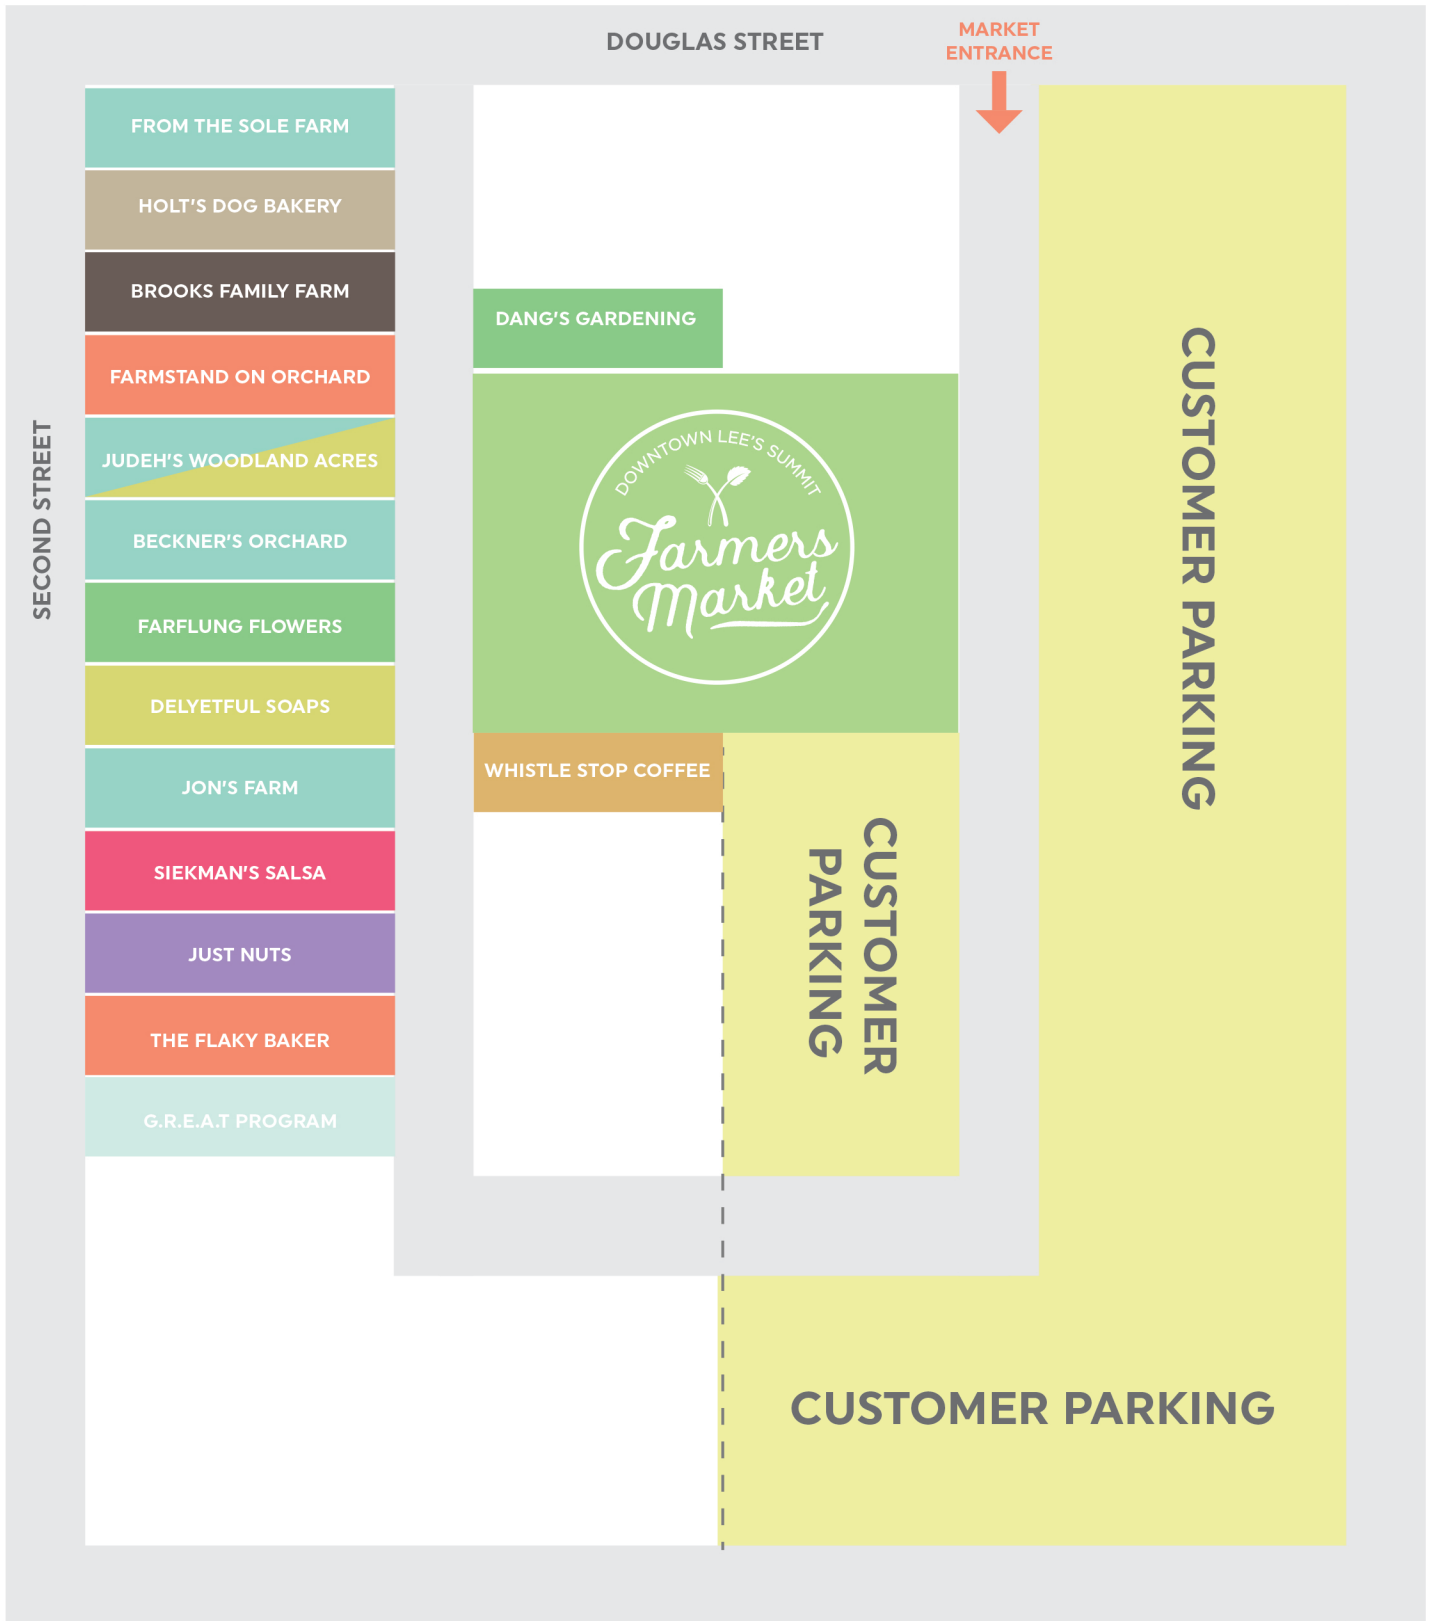 DOUGLAS STREET
MARKET
ENTRANCE
SECOND STREET
FROM THE SOLE FARM
HOLT'S DOG BAKERY
BROOKS FAMILY FARM
FARMSTAND ON ORCHARD
JUDEH'S WOODLAND ACRES
BECKNER'S ORCHARD
FARFLUNG FLOWERS
DELYETFUL SOAPS
JON'S FARM
SIEKMAN'S SALSA
JUST NUTS
THE FLAKY BAKER
G.R.E.A.T PROGRAM
DANG'S GARDENING
DOWNTOWN LEE'S SUMMIT
Farmers
Market
WHISTLE STOP COFFEE
CUSTOMER
PARKING
CUSTOMER PARKING
CUSTOMER PARKING